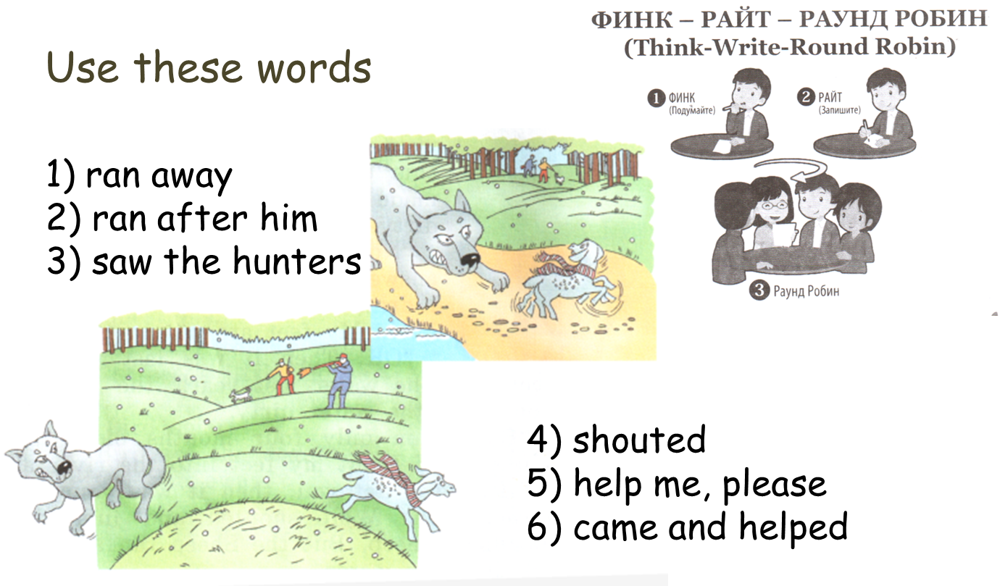 Use these words
ФИНК – РАЙТ – РАУНД РОБИН
(Think-Write-Round Robin)
1 ФИНК
(Подумайте)
2 РАЙТ
(Запишите)
3 Раунд Робин
1) ran away
2) ran after him
3) saw the hunters
4) shouted
5) help me, please
6) came and helped